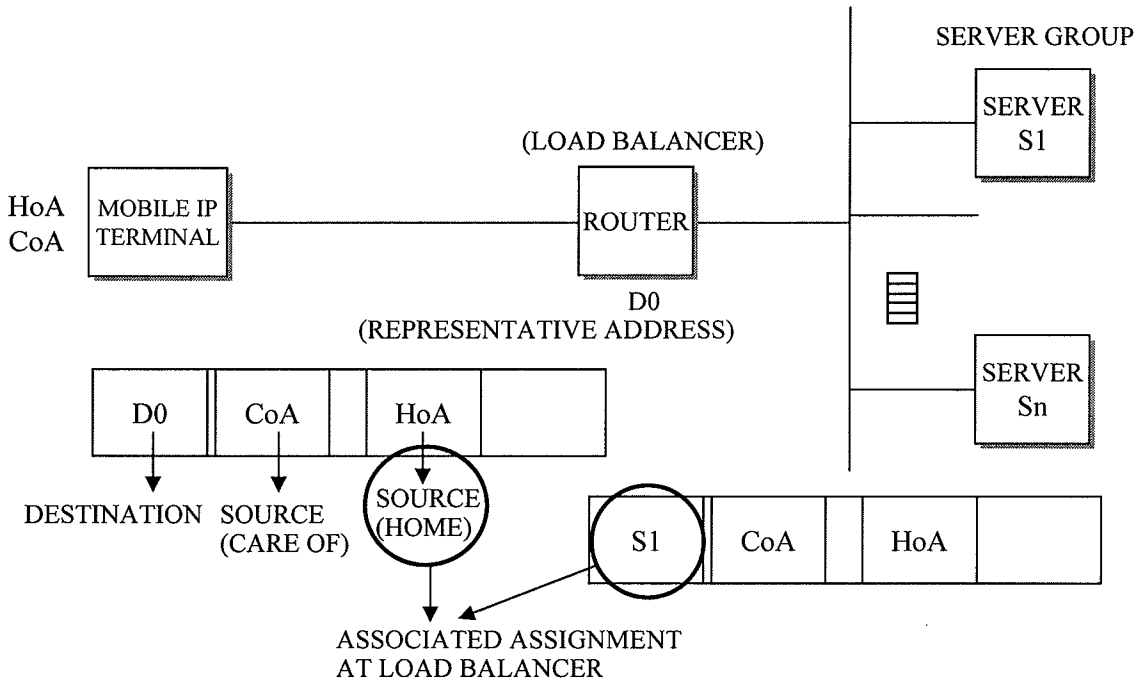 SERVER GROUP
SERVER
S1
(LOAD BALANCER)
HoA
CoA
MOBILE IP
TERMINAL
ROUTER
D0
(REPRESENTATIVE ADDRESS)
SERVER
Sn
D0
CoA
HoA
DESTINATION
SOURCE
(CARE OF)
SOURCE
(HOME)
S1
CoA
HoA
ASSOCIATED ASSIGNMENT
AT LOAD BALANCER